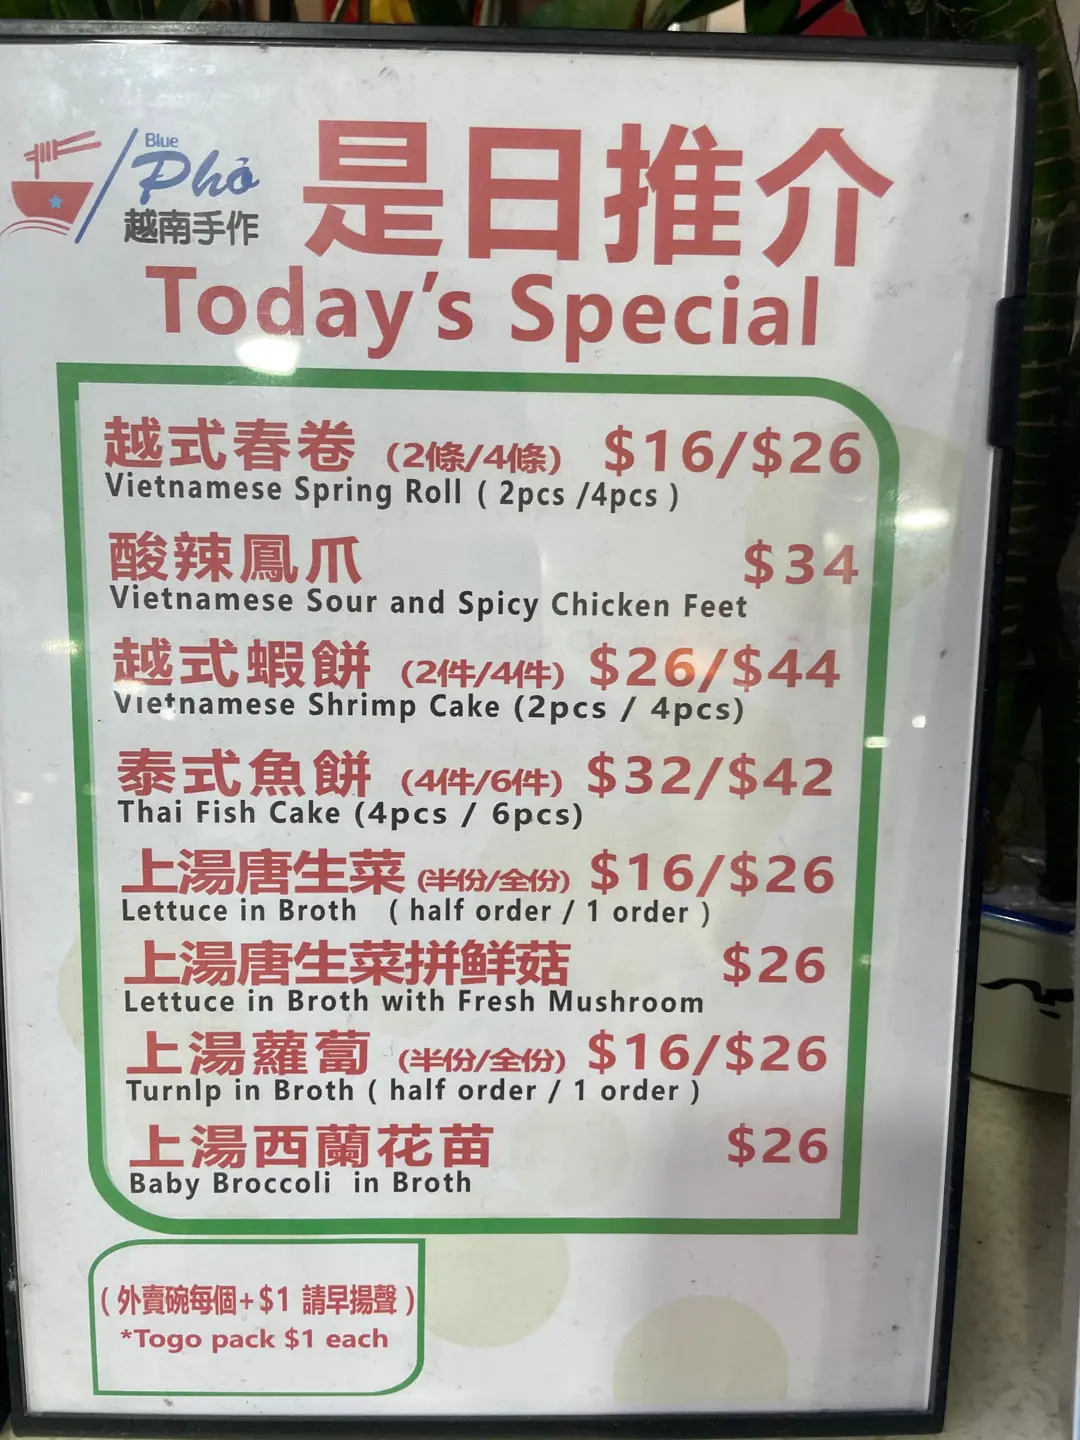 Blue
Phở
越南手作
是日推介
Today's Special
越式春卷 (2條/4條) $16/$26
Vietnamese Spring Roll ( 2pcs /4pcs )
酸辣鳳爪 $34
Vietnamese Sour and Spicy Chicken Feet
越式蝦餅 (2件/4件) $26/$44
Vietnamese Shrimp Cake (2pcs / 4pcs)
泰式魚餅 (4件/6件) $32/$42
Thai Fish Cake (4pcs / 6pcs)
上湯唐生菜 (半份/全份) $16/$26
Lettuce in Broth ( half order / 1 order )
上湯唐生菜拼鮮菇 $26
Lettuce in Broth with Fresh Mushroom
上湯蘿蔔 (半份/全份) $16/$26
Turnlp in Broth ( half order / 1 order )
上湯西蘭花苗 $26
Baby Broccoli in Broth
( 外賣碗每個+$1 請早揚聲 )
*Togo pack $1 each